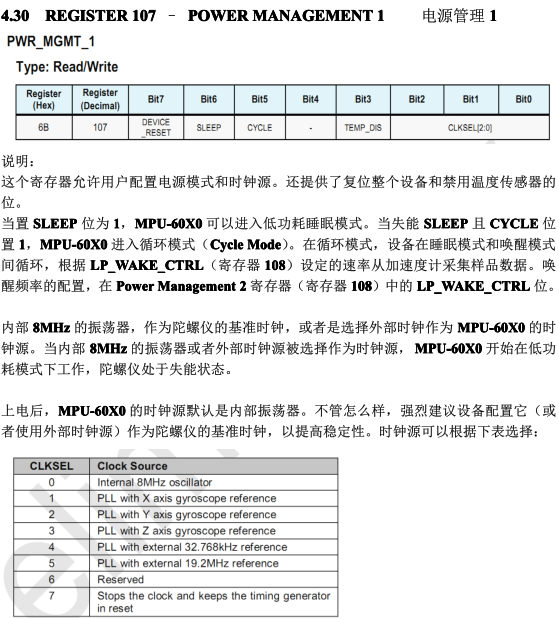 4.30 REGISTER 107 – POWER MANAGEMENT 1 电源管理 1
PWR_MGMT_1
Type: Read/Write
Register (Hex) Register (Decimal) Bit7 Bit6 Bit5 Bit4 Bit3 Bit2 Bit1 Bit0
6B 107 DEVICE _RESET SLEEP CYCLE - TEMP_DIS CLKSEL[2:0]
说明：
这个寄存器允许用户配置电源模式和时钟源。还提供了复位整个设备和禁用温度传感器的
位。
当置 SLEEP 位为 1，MPU-60X0 可以进入低功耗睡眠模式。当失能 SLEEP 且 CYCLE 位
置 1，MPU-60X0 进入循环模式（Cycle Mode）。在循环模式，设备在睡眠模式和唤醒模式
间循环，根据 LP_WAKE_CTRL（寄存器 108）设定的速率从加速度计采集样品数据。唤
醒频率的配置，在 Power Management 2 寄存器（寄存器 108）中的 LP_WAKE_CTRL 位。
内部 8MHz 的振荡器，作为陀螺仪的基准时钟，或者是选择外部时钟作为 MPU-60X0 的时
钟源。当内部 8MHz 的振荡器或者外部时钟源被选择作为时钟源， MPU-60X0 开始在低功
耗模式下工作，陀螺仪处于失能状态。
上电后，MPU-60X0 的时钟源默认是内部振荡器。不管怎么样，强烈建议设备配置它（或
者使用外部时钟源）作为陀螺仪的基准时钟，以提高稳定性。时钟源可以根据下表选择：
CLKSEL Clock Source
0 Internal 8MHz oscillator
1 PLL with X axis gyroscope reference
2 PLL with Y axis gyroscope reference
3 PLL with Z axis gyroscope reference
4 PLL with external 32.768kHz reference
5 PLL with external 19.2MHz reference
6 Reserved
7 Stops the clock and keeps the timing generator
in reset